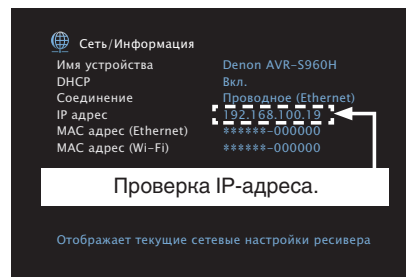 Сеть/Информация
Имя устройства Denon AVR-S960H
DHCP Вкл.
Соединение Проводное (Ethernet)
IP адрес 192.168.100.19
MAC адрес (Ethernet) ******-000000
MAC адрес (Wi-Fi) ******-000000
Проверка IP-адреса.
Отображает текущие сетевые настройки ресивера